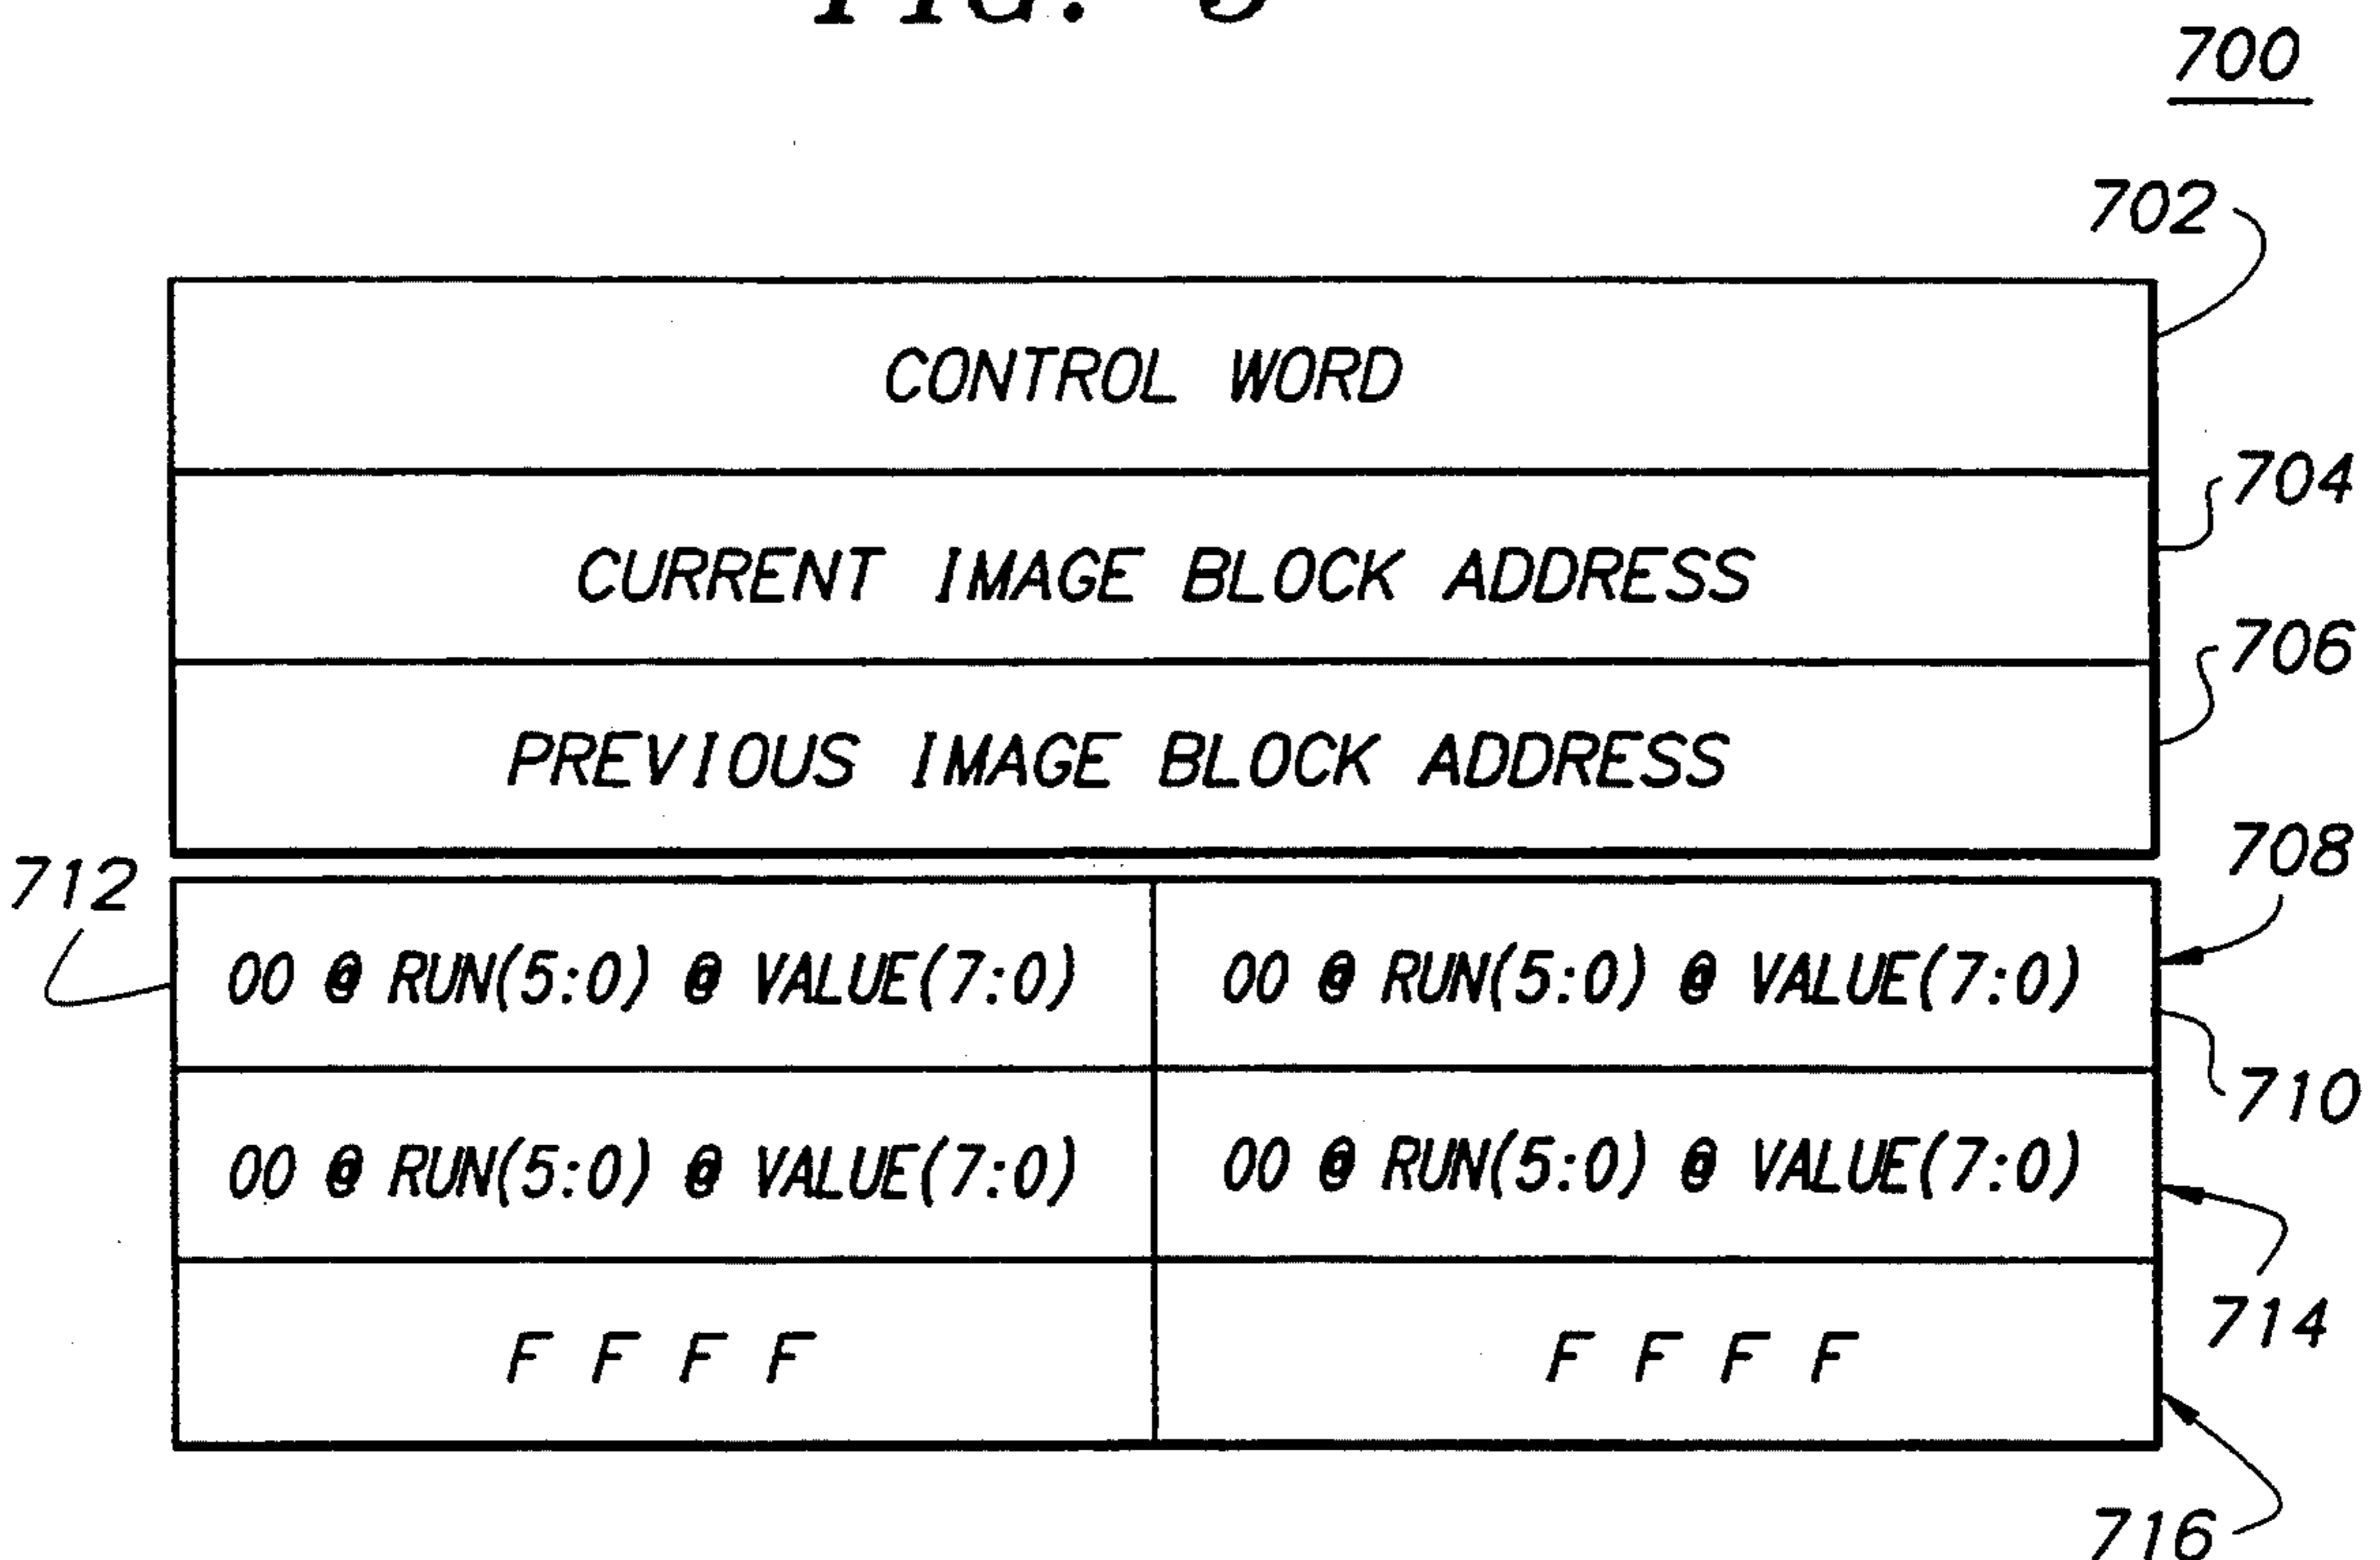 700
702
CONTROL WORD
704
CURRENT IMAGE BLOCK ADDRESS
706
PREVIOUS IMAGE BLOCK ADDRESS
708
712
00 @ RUN(5:0) @ VALUE(7:0) 00 @ RUN(5:0) @ VALUE(7:0)
710
00 @ RUN(5:0) @ VALUE(7:0) 00 @ RUN(5:0) @ VALUE(7:0)
714
F F F F F F F F
716